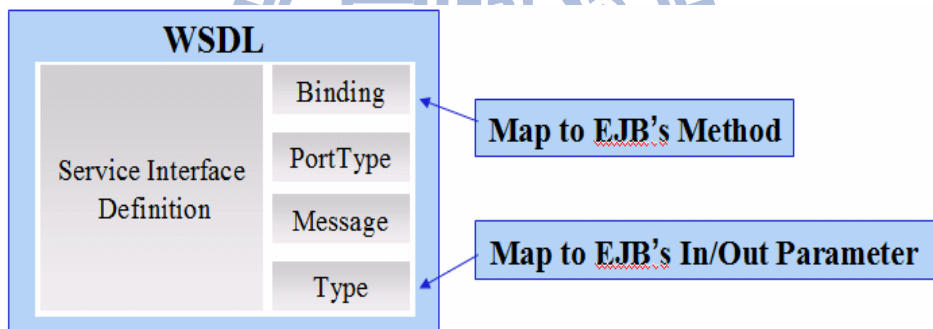 WSDL
Service Interface
Definition
Binding
PortType
Message
Type
Map to EJB's Method
Map to EJB's In/Out Parameter